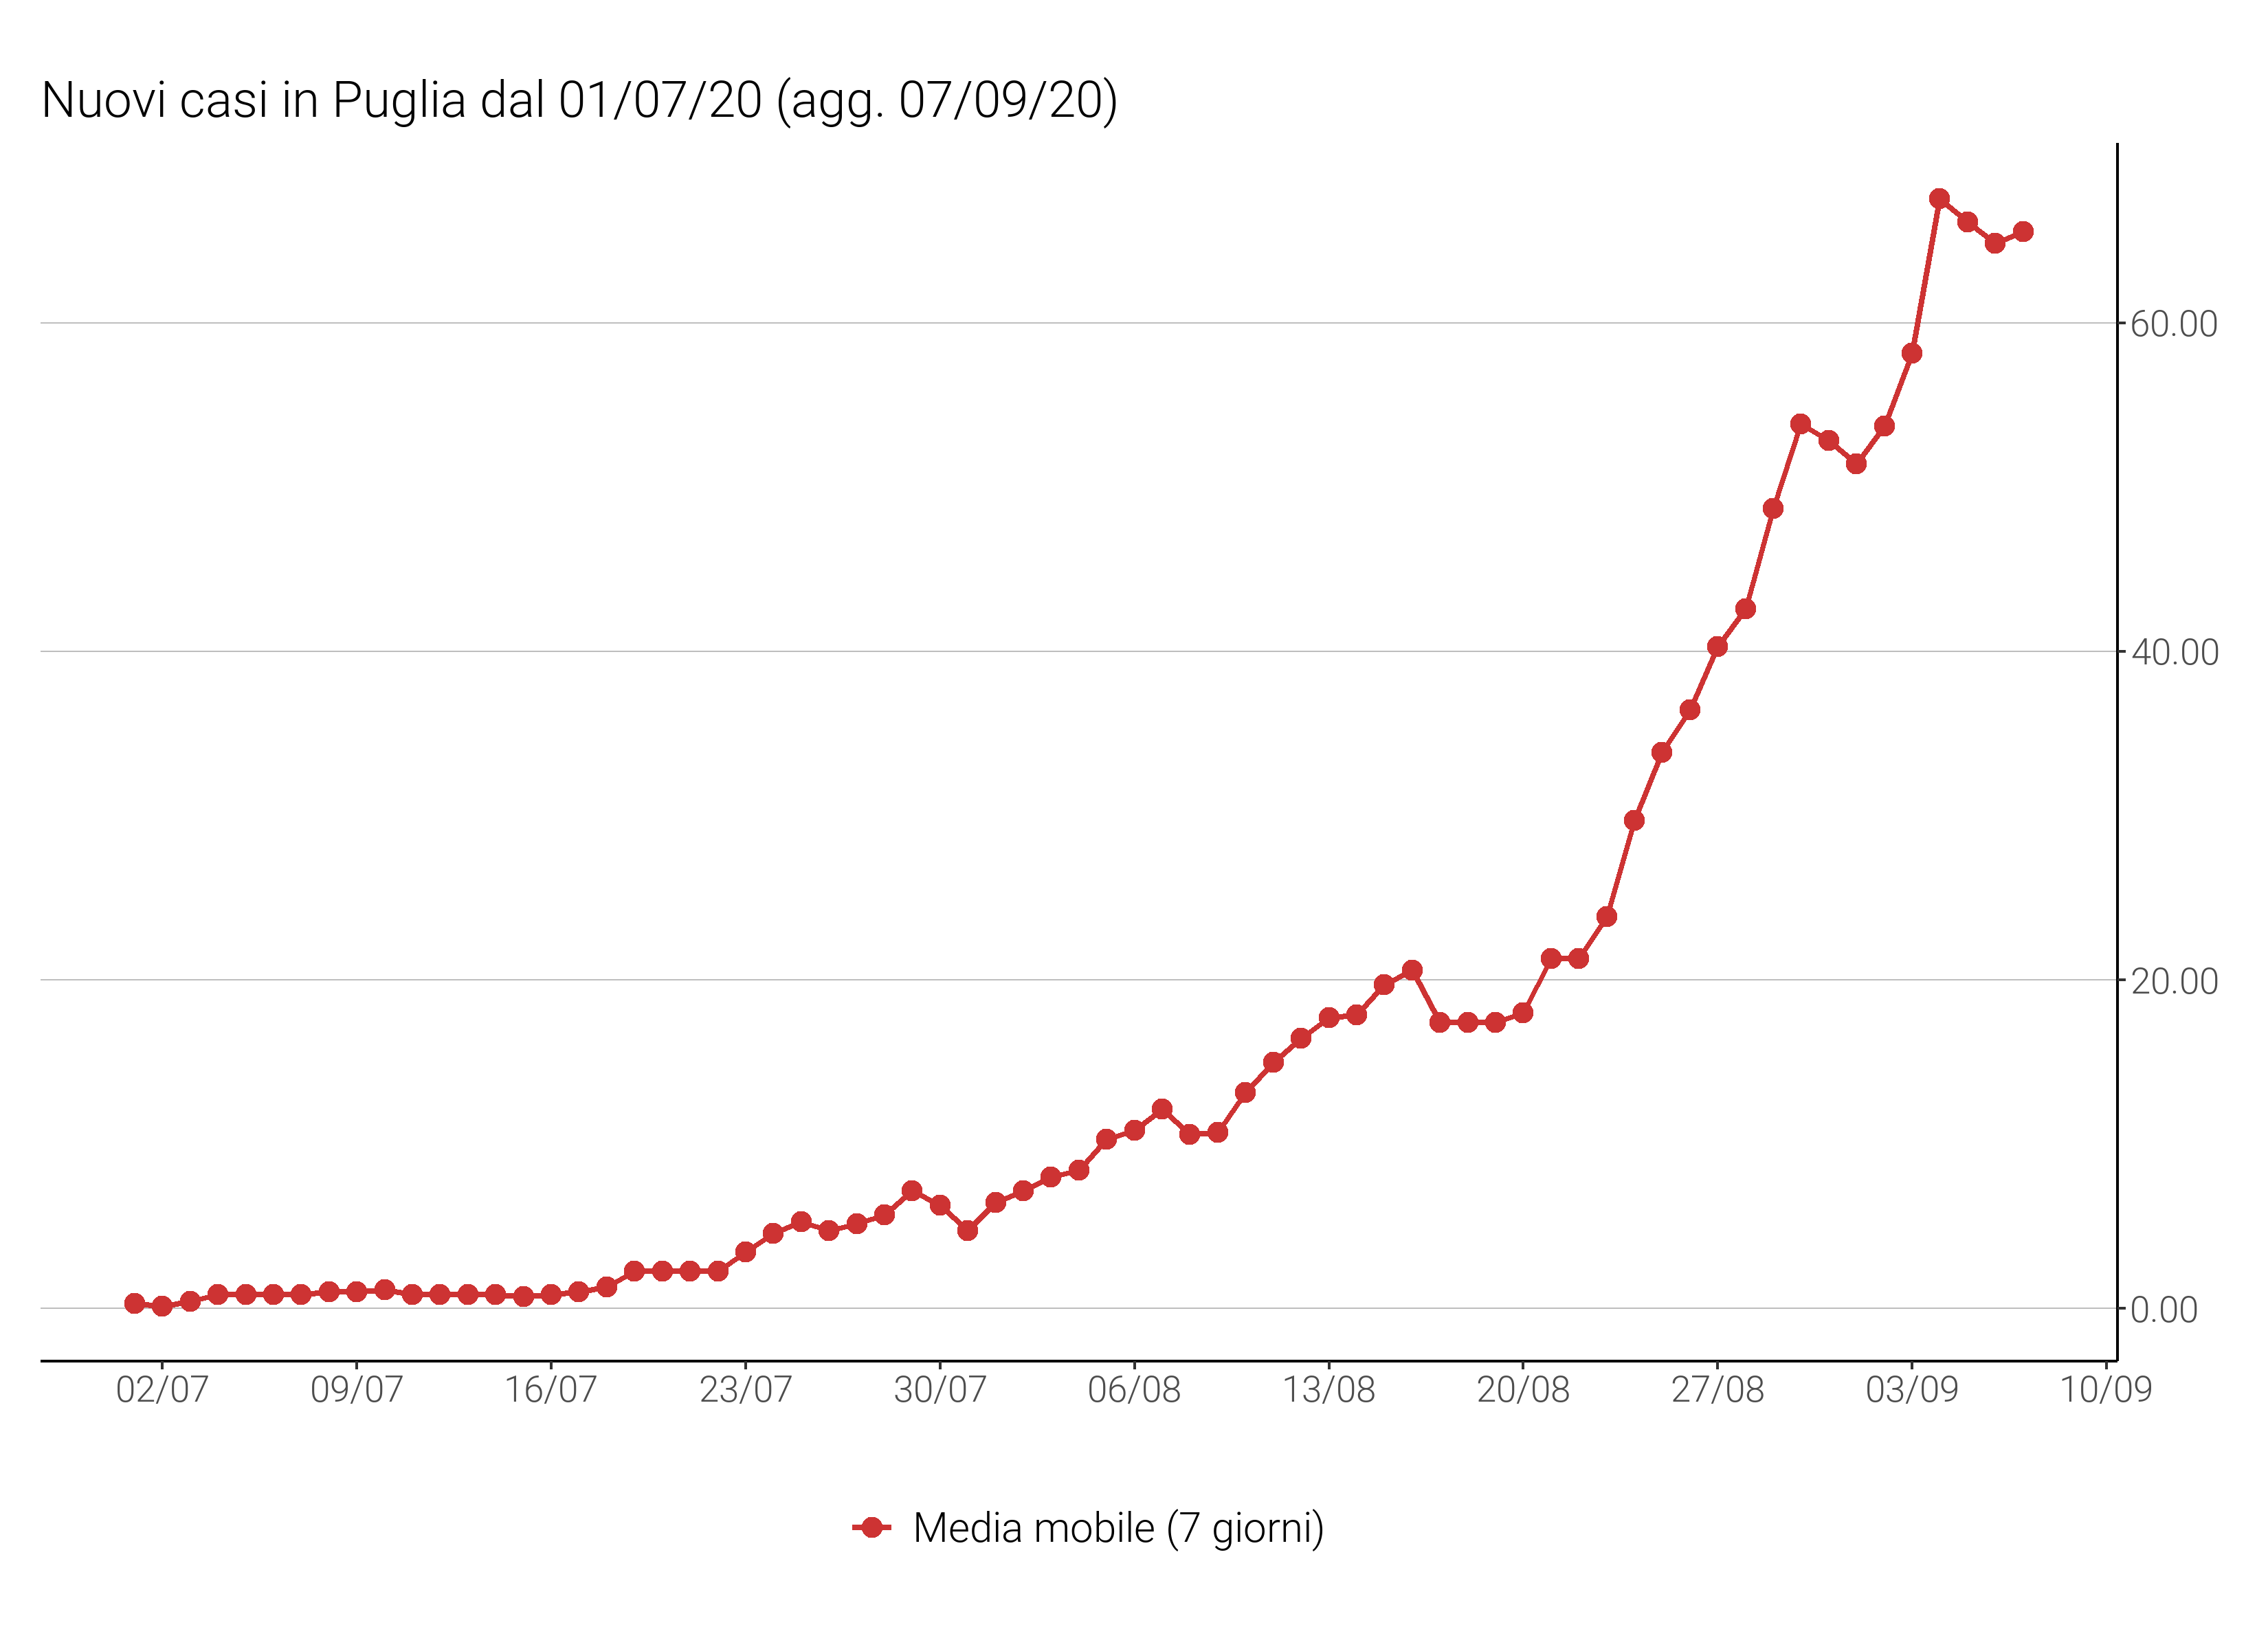 Nuovi casi in Puglia dal 01/07/20 (agg. 07/09/20)
60.00
40.00
20.00
0.00
02/07 09/07 16/07 23/07 30/07 06/08 13/08 20/08 27/08 03/09 10/09
Media mobile (7 giorni)